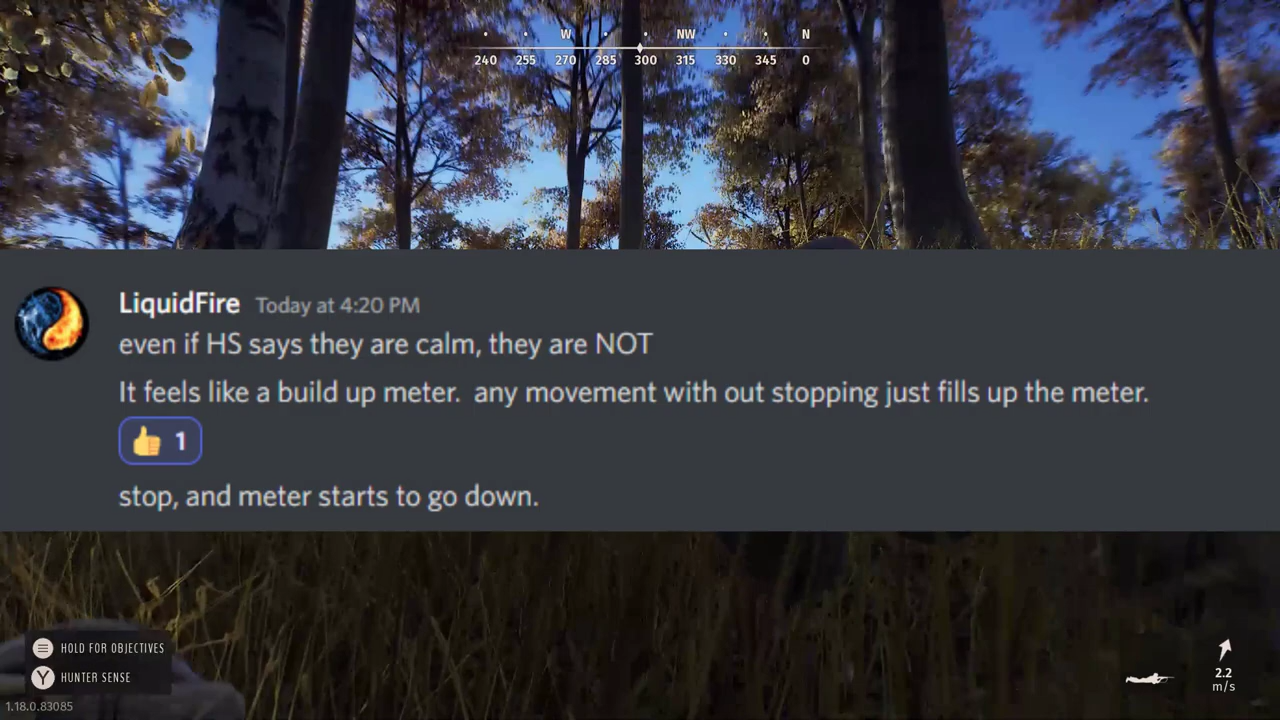 W NW N
240 255 270 285 300 315 330 345 0
LiquidFire Today at 4:20 PM
even if HS says they are calm, they are NOT
It feels like a build up meter.  any movement with out stopping just fills up the meter.
👍 1
stop, and meter starts to go down.
HOLD FOR OBJECTIVES
Y HUNTER SENSE
2.2
m/s
1.18.0.83085